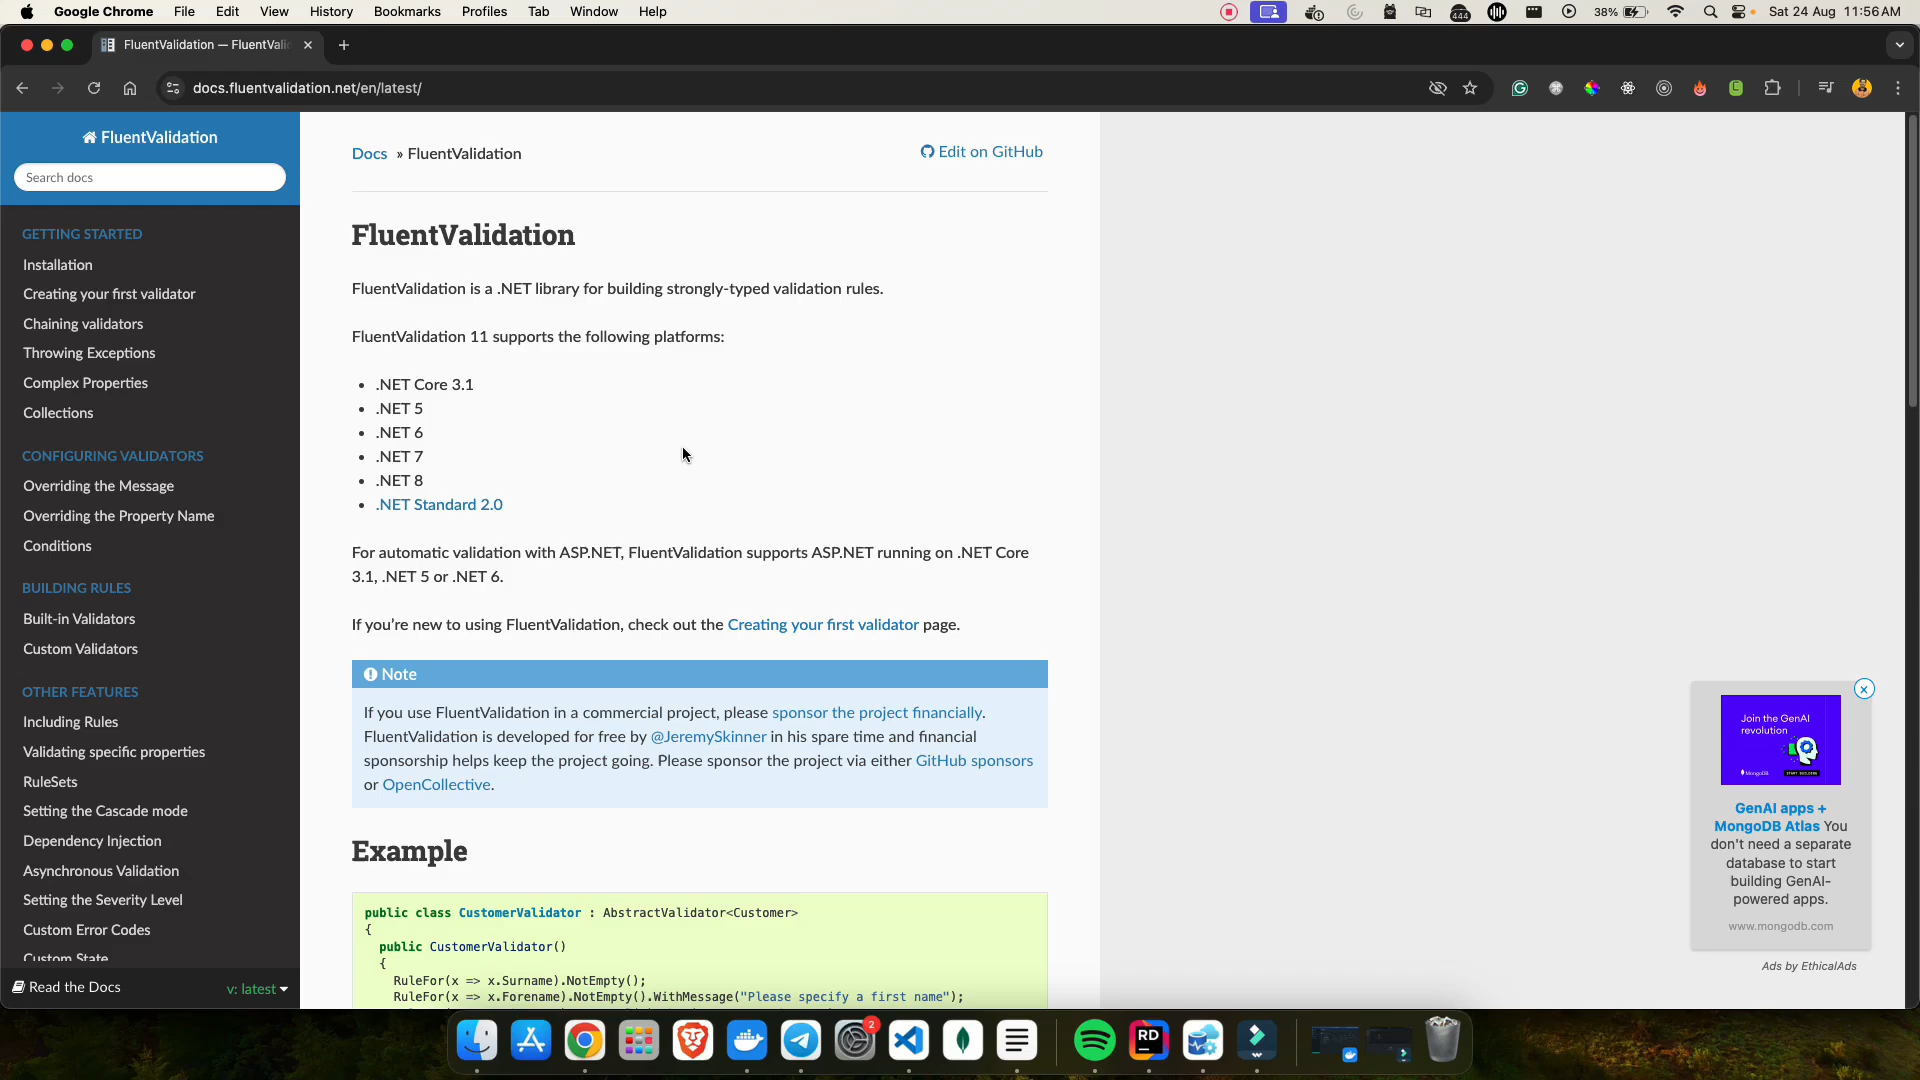 Google Chrome File Edit View History Bookmarks Profiles Tab Window Help
444 38% Sat 24 Aug 11:56 AM
FluentValidation — FluentVali
docs.fluentvalidation.net/en/latest/
FluentValidation
Search docs
GETTING STARTED
Installation
Creating your first validator
Chaining validators
Throwing Exceptions
Complex Properties
Collections
CONFIGURING VALIDATORS
Overriding the Message
Overriding the Property Name
Conditions
BUILDING RULES
Built-in Validators
Custom Validators
OTHER FEATURES
Including Rules
Validating specific properties
RuleSets
Setting the Cascade mode
Dependency Injection
Asynchronous Validation
Setting the Severity Level
Custom Error Codes
Custom State
Read the Docs v: latest
Docs » FluentValidation Edit on GitHub
FluentValidation
FluentValidation is a .NET library for building strongly-typed validation rules.
FluentValidation 11 supports the following platforms:
.NET Core 3.1
.NET 5
.NET 6
.NET 7
.NET 8
.NET Standard 2.0
For automatic validation with ASP.NET, FluentValidation supports ASP.NET running on .NET Core
3.1, .NET 5 or .NET 6.
If you’re new to using FluentValidation, check out the Creating your first validator page.
Note
If you use FluentValidation in a commercial project, please sponsor the project financially.
FluentValidation is developed for free by @JeremySkinner in his spare time and financial
sponsorship helps keep the project going. Please sponsor the project via either GitHub sponsors
or OpenCollective.
Example
public class CustomerValidator : AbstractValidator<Customer>
{
public CustomerValidator()
{
RuleFor(x => x.Surname).NotEmpty();
RuleFor(x => x.Forename).NotEmpty().WithMessage("Please specify a first name");
Join the GenAI
revolution
MongoDB START BUILDING
GenAI apps +
MongoDB Atlas You
don't need a separate
database to start
building GenAI-
powered apps.
www.mongodb.com
Ads by EthicalAds
2
RD